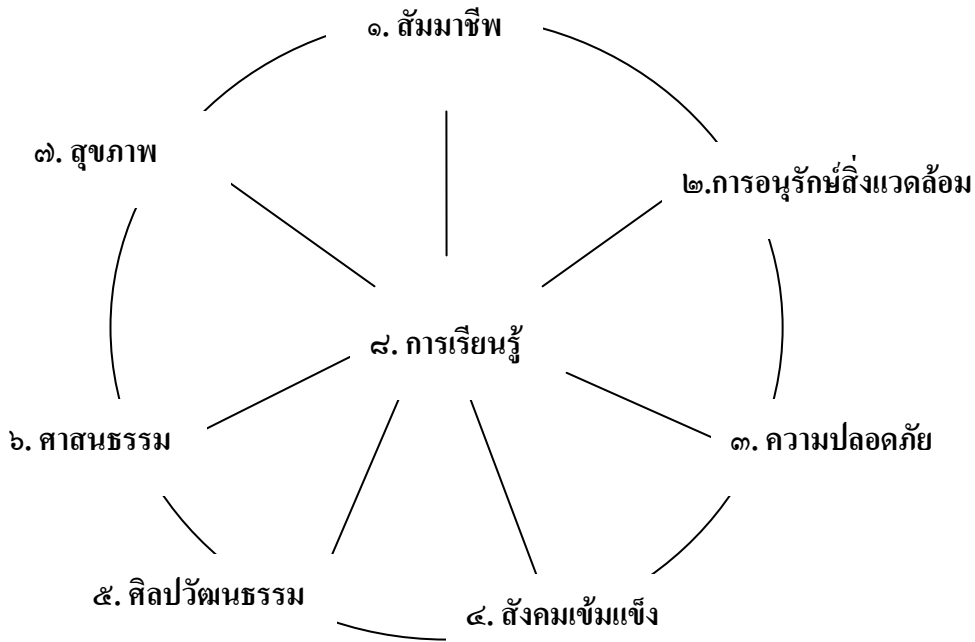 ๑. สัมมาชีพ
๒.การอนุรักษ์สิ่งแวดล้อม
๓. ความปลอดภัย
๔. สังคมเข้มแข็ง
๕. ศิลปวัฒนธรรม
๖. ศาสนธรรม
๗. สุขภาพ
๘. การเรียนรู้